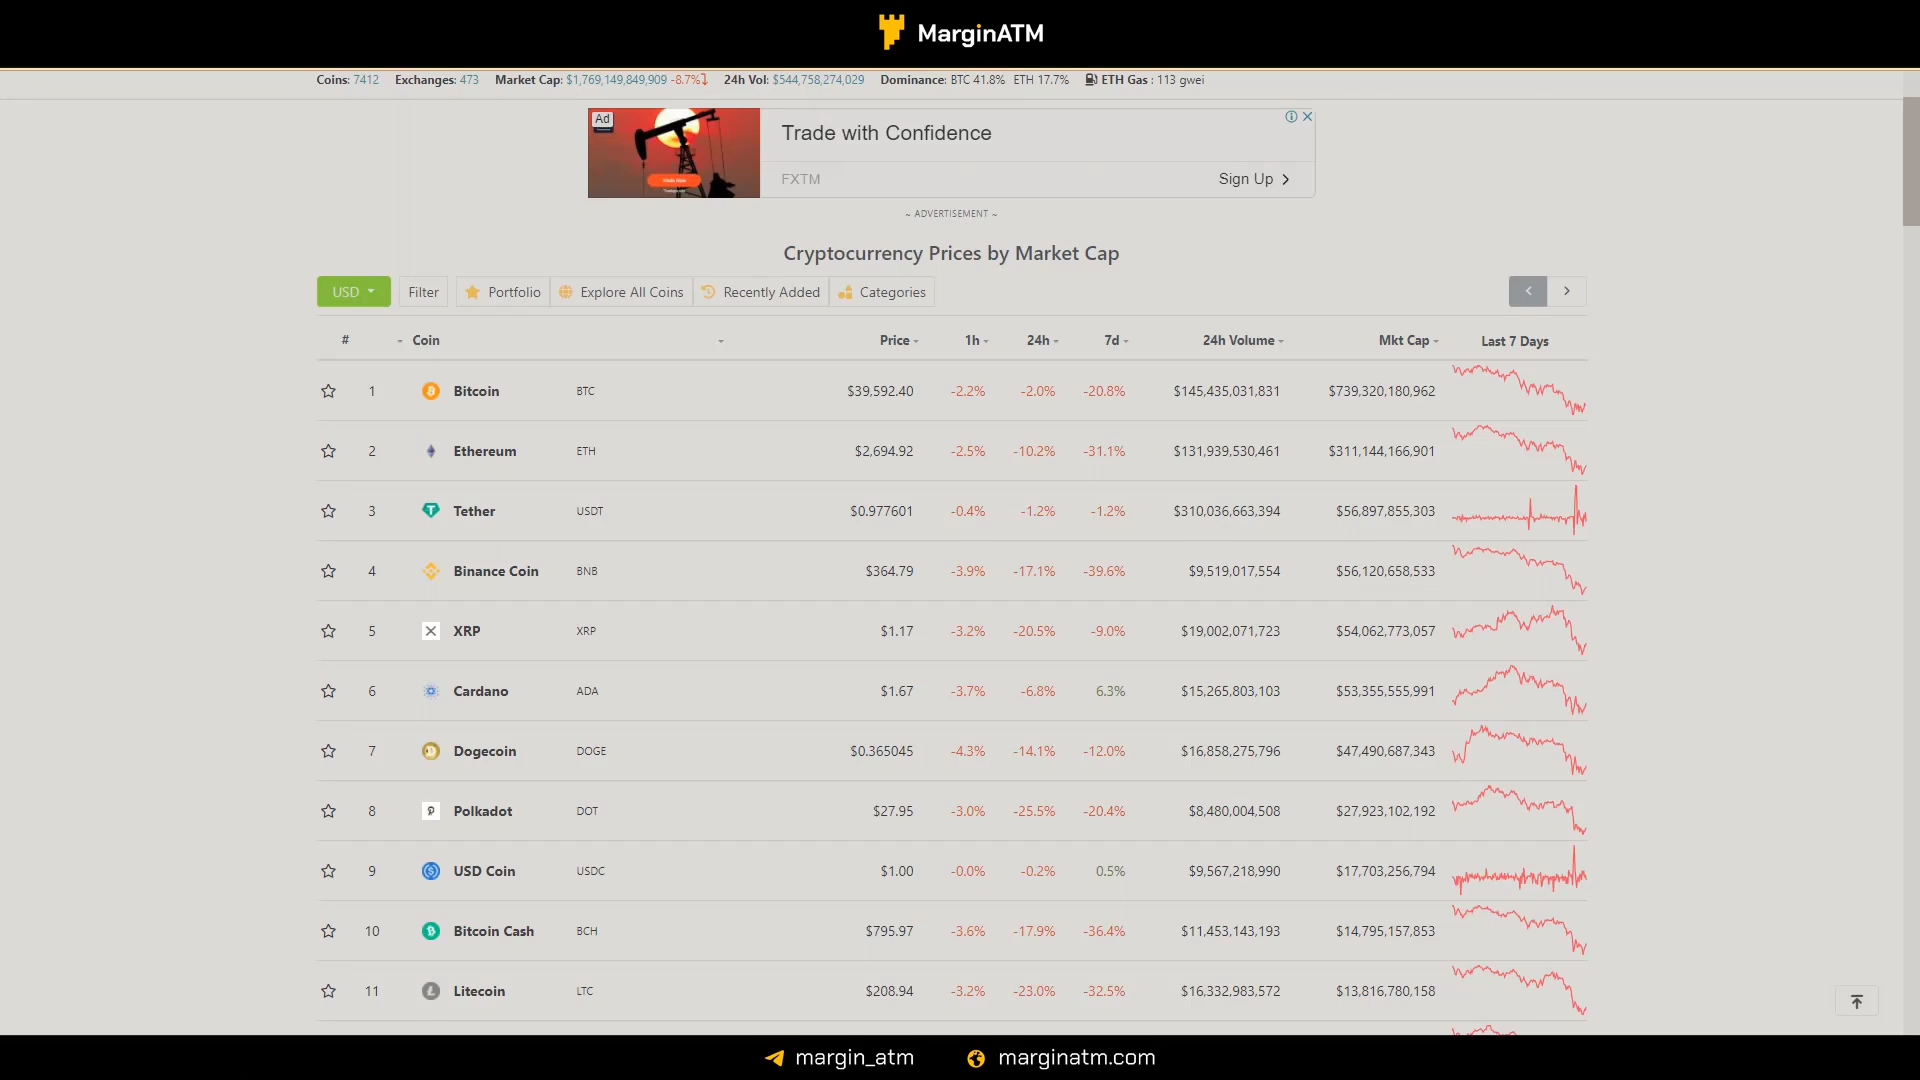 MarginATM
Coins: 7412 Exchanges: 473 Market Cap: $1,769,149,849,909 -8.7% 24h Vol: $544,758,274,029 Dominance: BTC 41.8% ETH 17.7% ETH Gas : 113 gwei
Ad
Trade with Confidence
FXTM
Sign Up
~ ADVERTISEMENT ~
Cryptocurrency Prices by Market Cap
USD Filter Portfolio Explore All Coins Recently Added Categories
# Coin Price 1h 24h 7d 24h Volume Mkt Cap Last 7 Days
1 Bitcoin BTC $39,592.40 -2.2% -2.0% -20.8% $145,435,031,831 $739,320,180,962
2 Ethereum ETH $2,694.92 -2.5% -10.2% -31.1% $131,939,530,461 $311,144,166,901
3 Tether USDT $0.977601 -0.4% -1.2% -1.2% $310,036,663,394 $56,897,855,303
4 Binance Coin BNB $364.79 -3.9% -17.1% -39.6% $9,519,017,554 $56,120,658,533
5 XRP XRP $1.17 -3.2% -20.5% -9.0% $19,002,071,723 $54,062,773,057
6 Cardano ADA $1.67 -3.7% -6.8% 6.3% $15,265,803,103 $53,355,555,991
7 Dogecoin DOGE $0.365045 -4.3% -14.1% -12.0% $16,858,275,796 $47,490,687,343
8 Polkadot DOT $27.95 -3.0% -25.5% -20.4% $8,480,004,508 $27,923,102,192
9 USD Coin USDC $1.00 -0.0% -0.2% 0.5% $9,567,218,990 $17,703,256,794
10 Bitcoin Cash BCH $795.97 -3.6% -17.9% -36.4% $11,453,143,193 $14,795,157,853
11 Litecoin LTC $208.94 -3.2% -23.0% -32.5% $16,332,983,572 $13,816,780,158
margin_atm marginatm.com